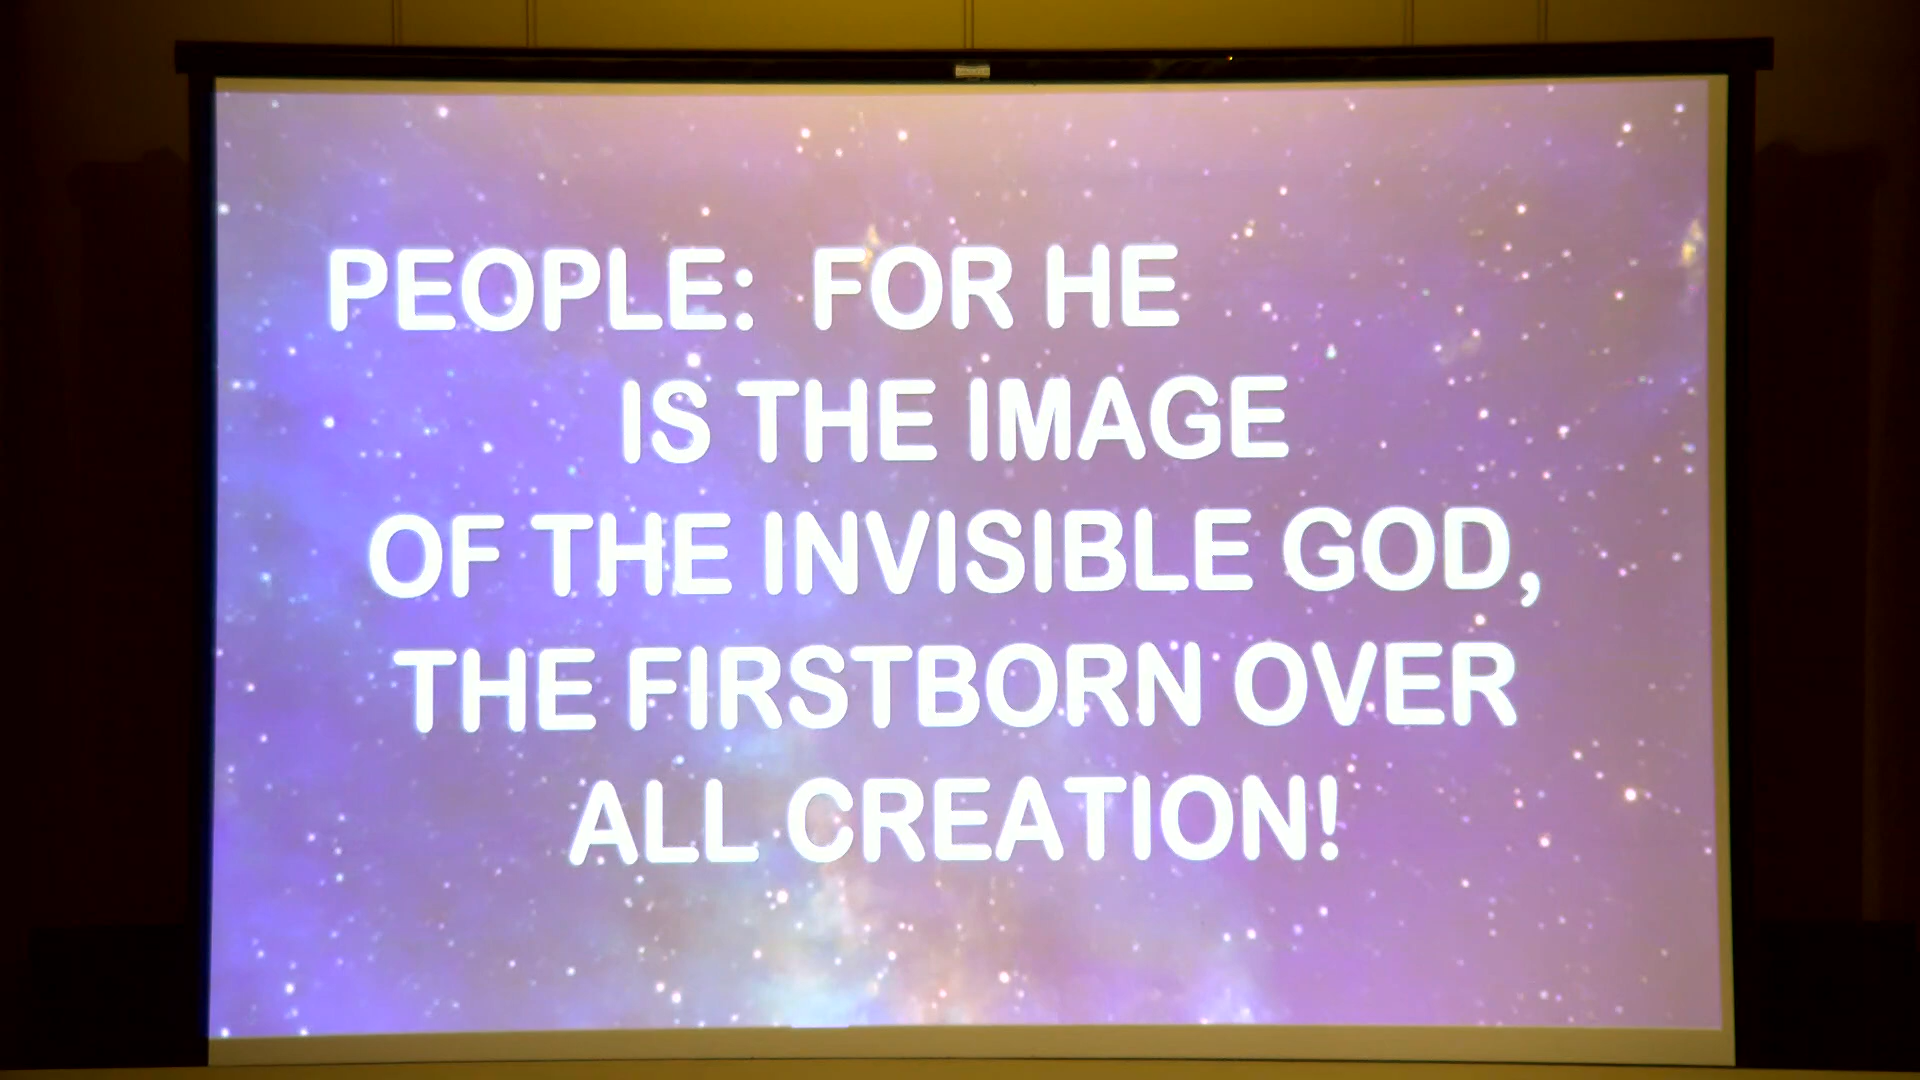 PEOPLE:  FOR HE
IS THE IMAGE
OF THE INVISIBLE GOD,
THE FIRSTBORN OVER
ALL CREATION!